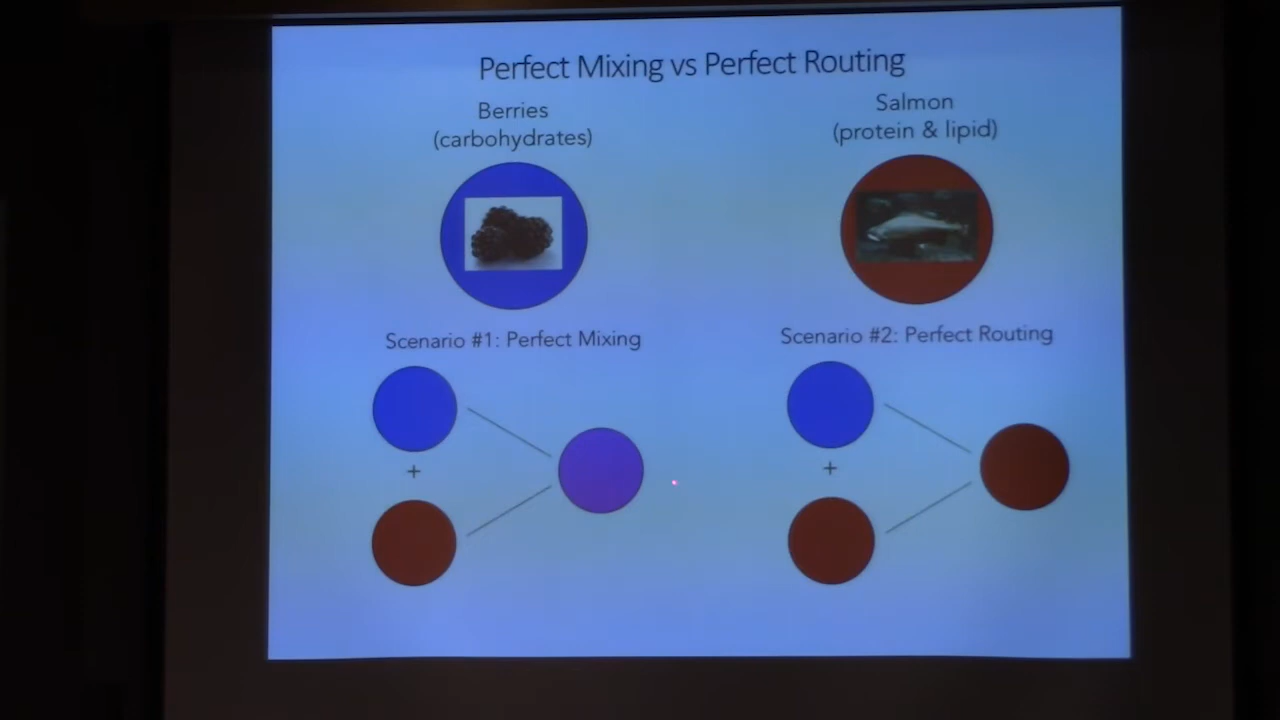 Perfect Mixing vs Perfect Routing
Berries
(carbohydrates)
Salmon
(protein & lipid)
Scenario #1: Perfect Mixing
Scenario #2: Perfect Routing
+
+